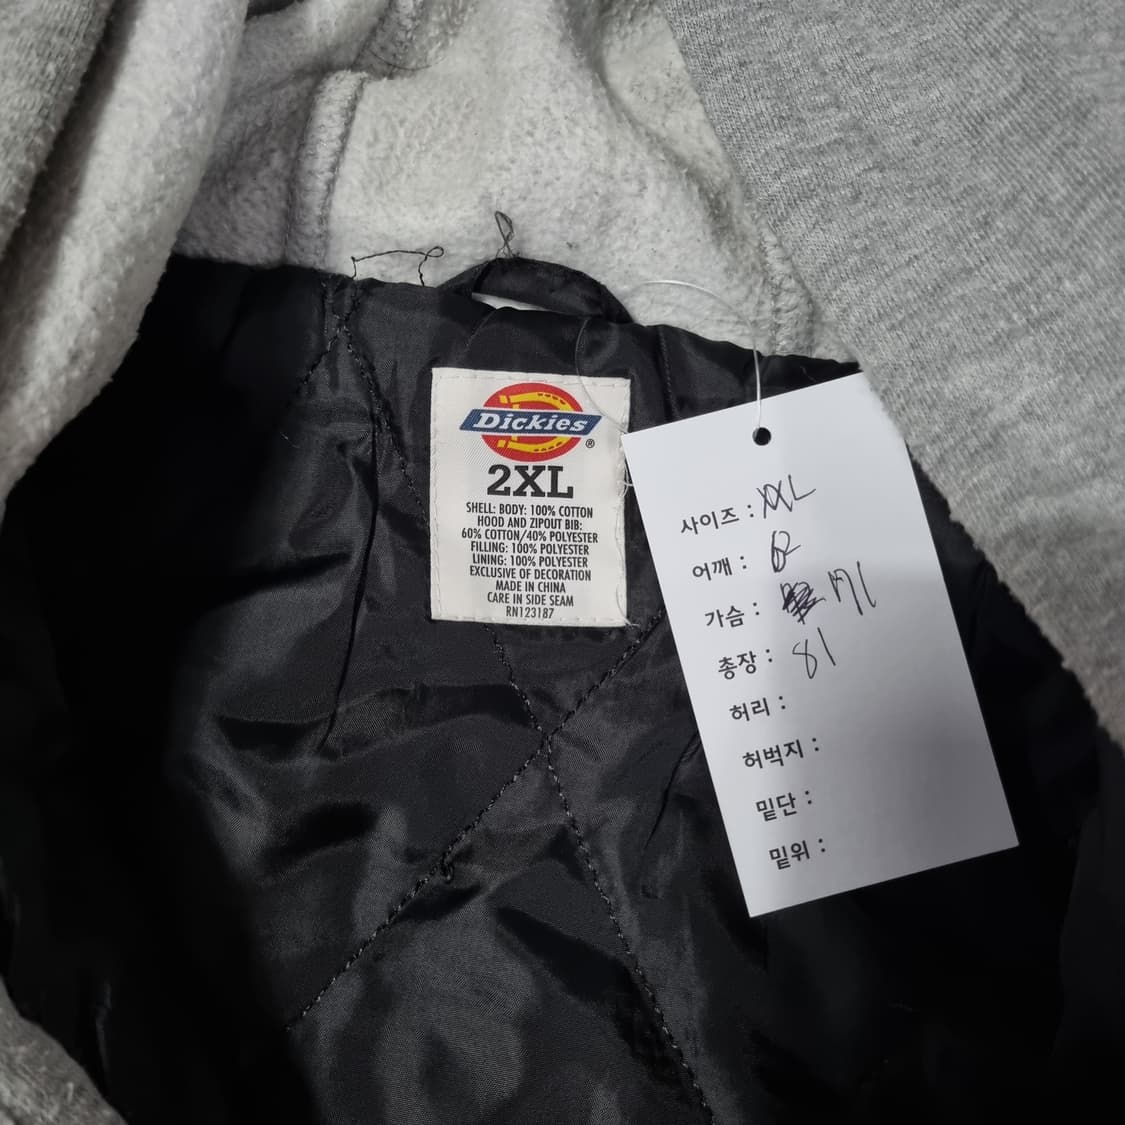 Dickies®
2XL
SHELL: BODY: 100% COTTON
HOOD AND ZIPOUT BIB:
60% COTTON/40% POLYESTER
FILLING: 100% POLYESTER
LINING: 100% POLYESTER
EXCLUSIVE OF DECORATION
MADE IN CHINA
CARE IN SIDE SEAM
RN123187
사이즈 : XXL
어깨 : 62
가슴 : 71
총장 : 81
허리 :
허벅지 :
밑단 :
밑위 :